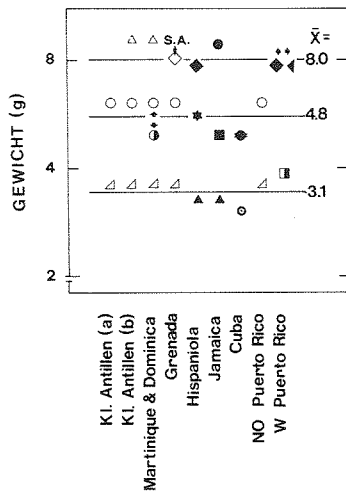 S.A.
X̄=
8
8.0
4.8
4
3.1
2
GEWICHT (g)
Kl. Antillen (a)
Kl. Antillen (b)
Martinique & Dominica
Grenada
Hispaniola
Jamaica
Cuba
NO Puerto Rico
W Puerto Rico